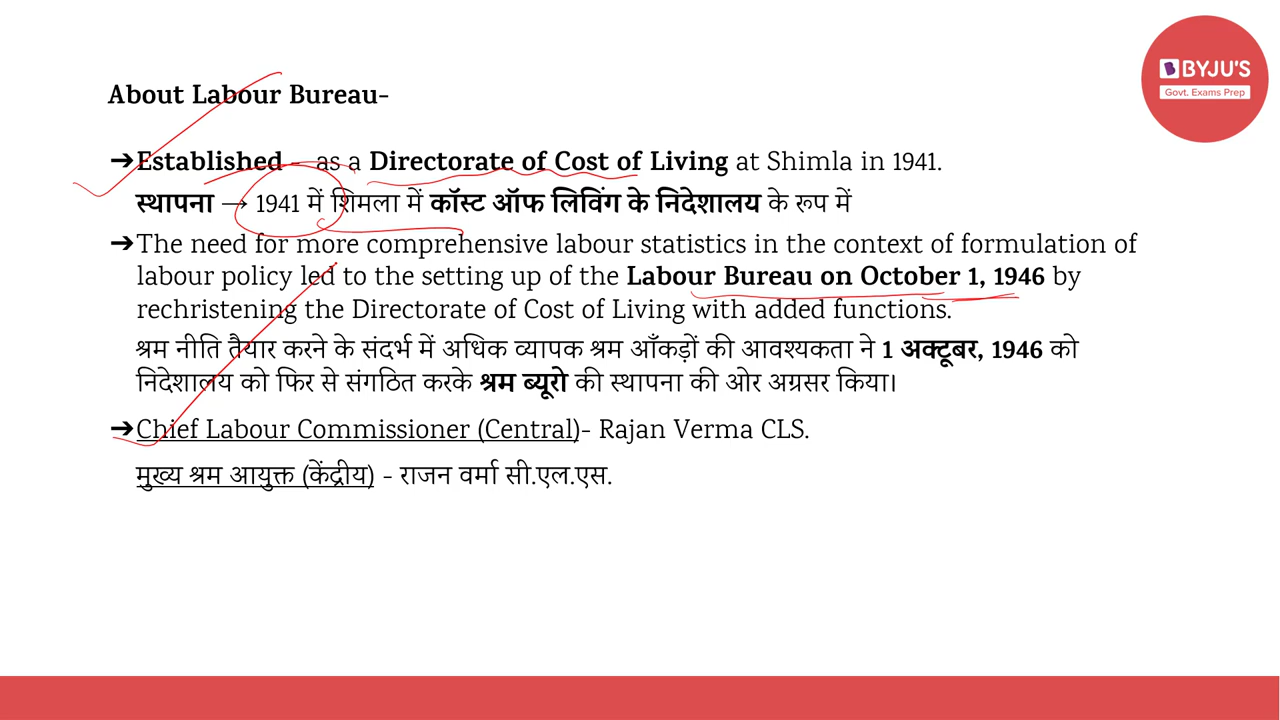 BYJU'S
Govt. Exams Prep
About Labour Bureau-
➔Established - as a Directorate of Cost of Living at Shimla in 1941.
स्थापना → 1941 में शिमला में कॉस्ट ऑफ लिविंग के निदेशालय के रूप में
➔The need for more comprehensive labour statistics in the context of formulation of
labour policy led to the setting up of the Labour Bureau on October 1, 1946 by
rechristening the Directorate of Cost of Living with added functions.
श्रम नीति तैयार करने के संदर्भ में अधिक व्यापक श्रम आँकड़ों की आवश्यकता ने 1 अक्टूबर, 1946 को
निदेशालय को फिर से संगठित करके श्रम ब्यूरो की स्थापना की ओर अग्रसर किया।
➔Chief Labour Commissioner (Central)- Rajan Verma CLS.
मुख्य श्रम आयुक्त (केंद्रीय) - राजन वर्मा सी.एल.एस.